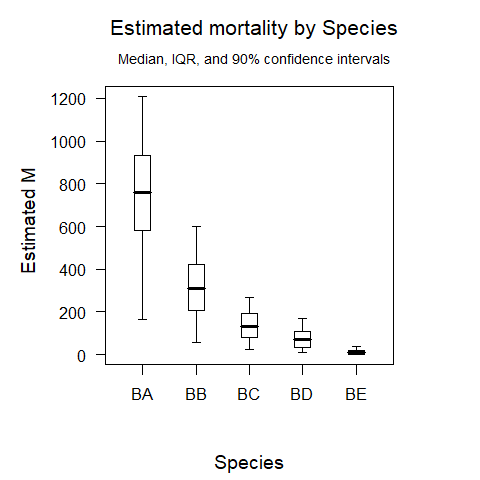 Estimated mortality by Species
Median, IQR, and 90% confidence intervals
Estimated M
1200
1000
800
600
400
200
0
BA BB BC BD BE
Species